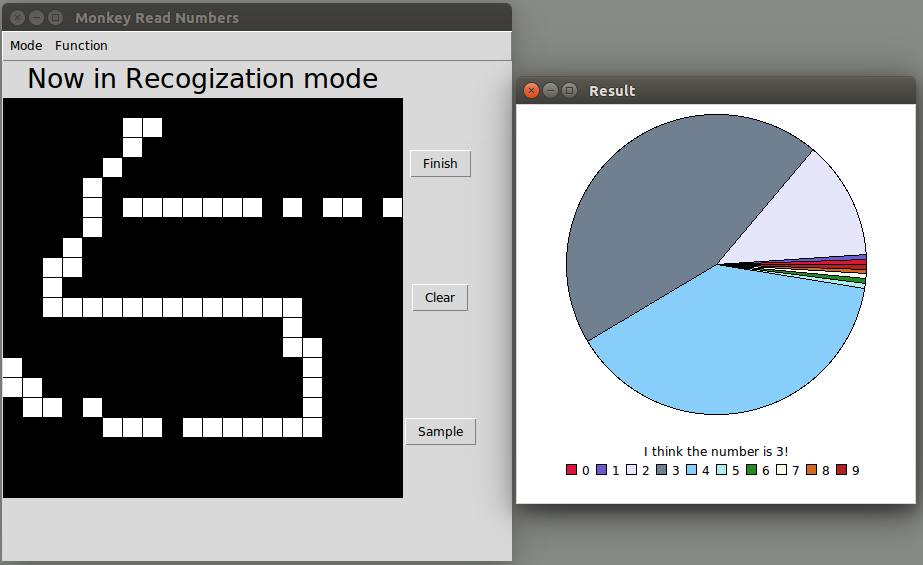 Monkey Read Numbers
Mode Function
Now in Recogization mode
Finish
Clear
Sample
Result
I think the number is 3!
0 1 2 3 4 5 6 7 8 9